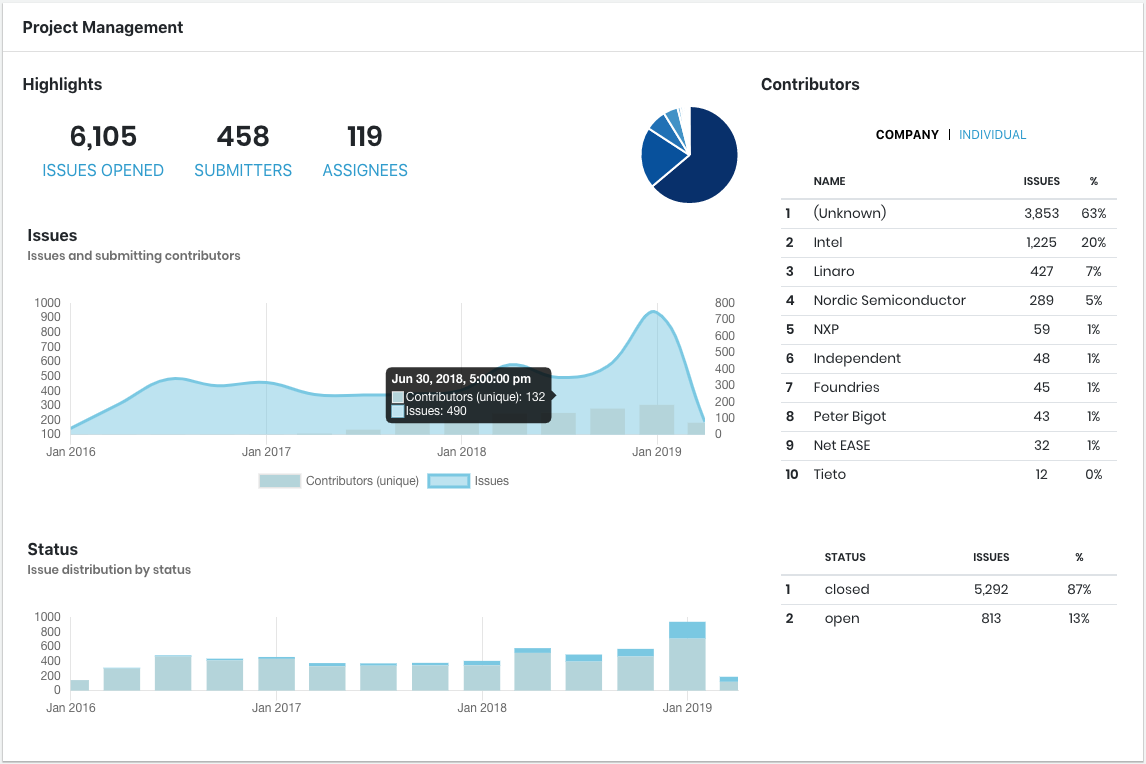 Project Management
Highlights
6,105
458
119
ISSUES OPENED
SUBMITTERS
ASSIGNEES
Issues
Issues and submitting contributors
1000
900
800
700
600
500
400
300
200
100
800
700
600
500
400
300
200
100
0
Jun 30, 2018, 5:00:00 pm
Contributors (unique): 132
Issues: 490
Jan 2016
Jan 2017
Jan 2018
Jan 2019
Contributors (unique)
Issues
Status
Issue distribution by status
1000
800
600
400
200
0
Jan 2016
Jan 2017
Jan 2018
Jan 2019
Contributors
COMPANY | INDIVIDUAL
NAME ISSUES %
1 (Unknown) 3,853 63%
2 Intel 1,225 20%
3 Linaro 427 7%
4 Nordic Semiconductor 289 5%
5 NXP 59 1%
6 Independent 48 1%
7 Foundries 45 1%
8 Peter Bigot 43 1%
9 Net EASE 32 1%
10 Tieto 12 0%
STATUS ISSUES %
1 closed 5,292 87%
2 open 813 13%